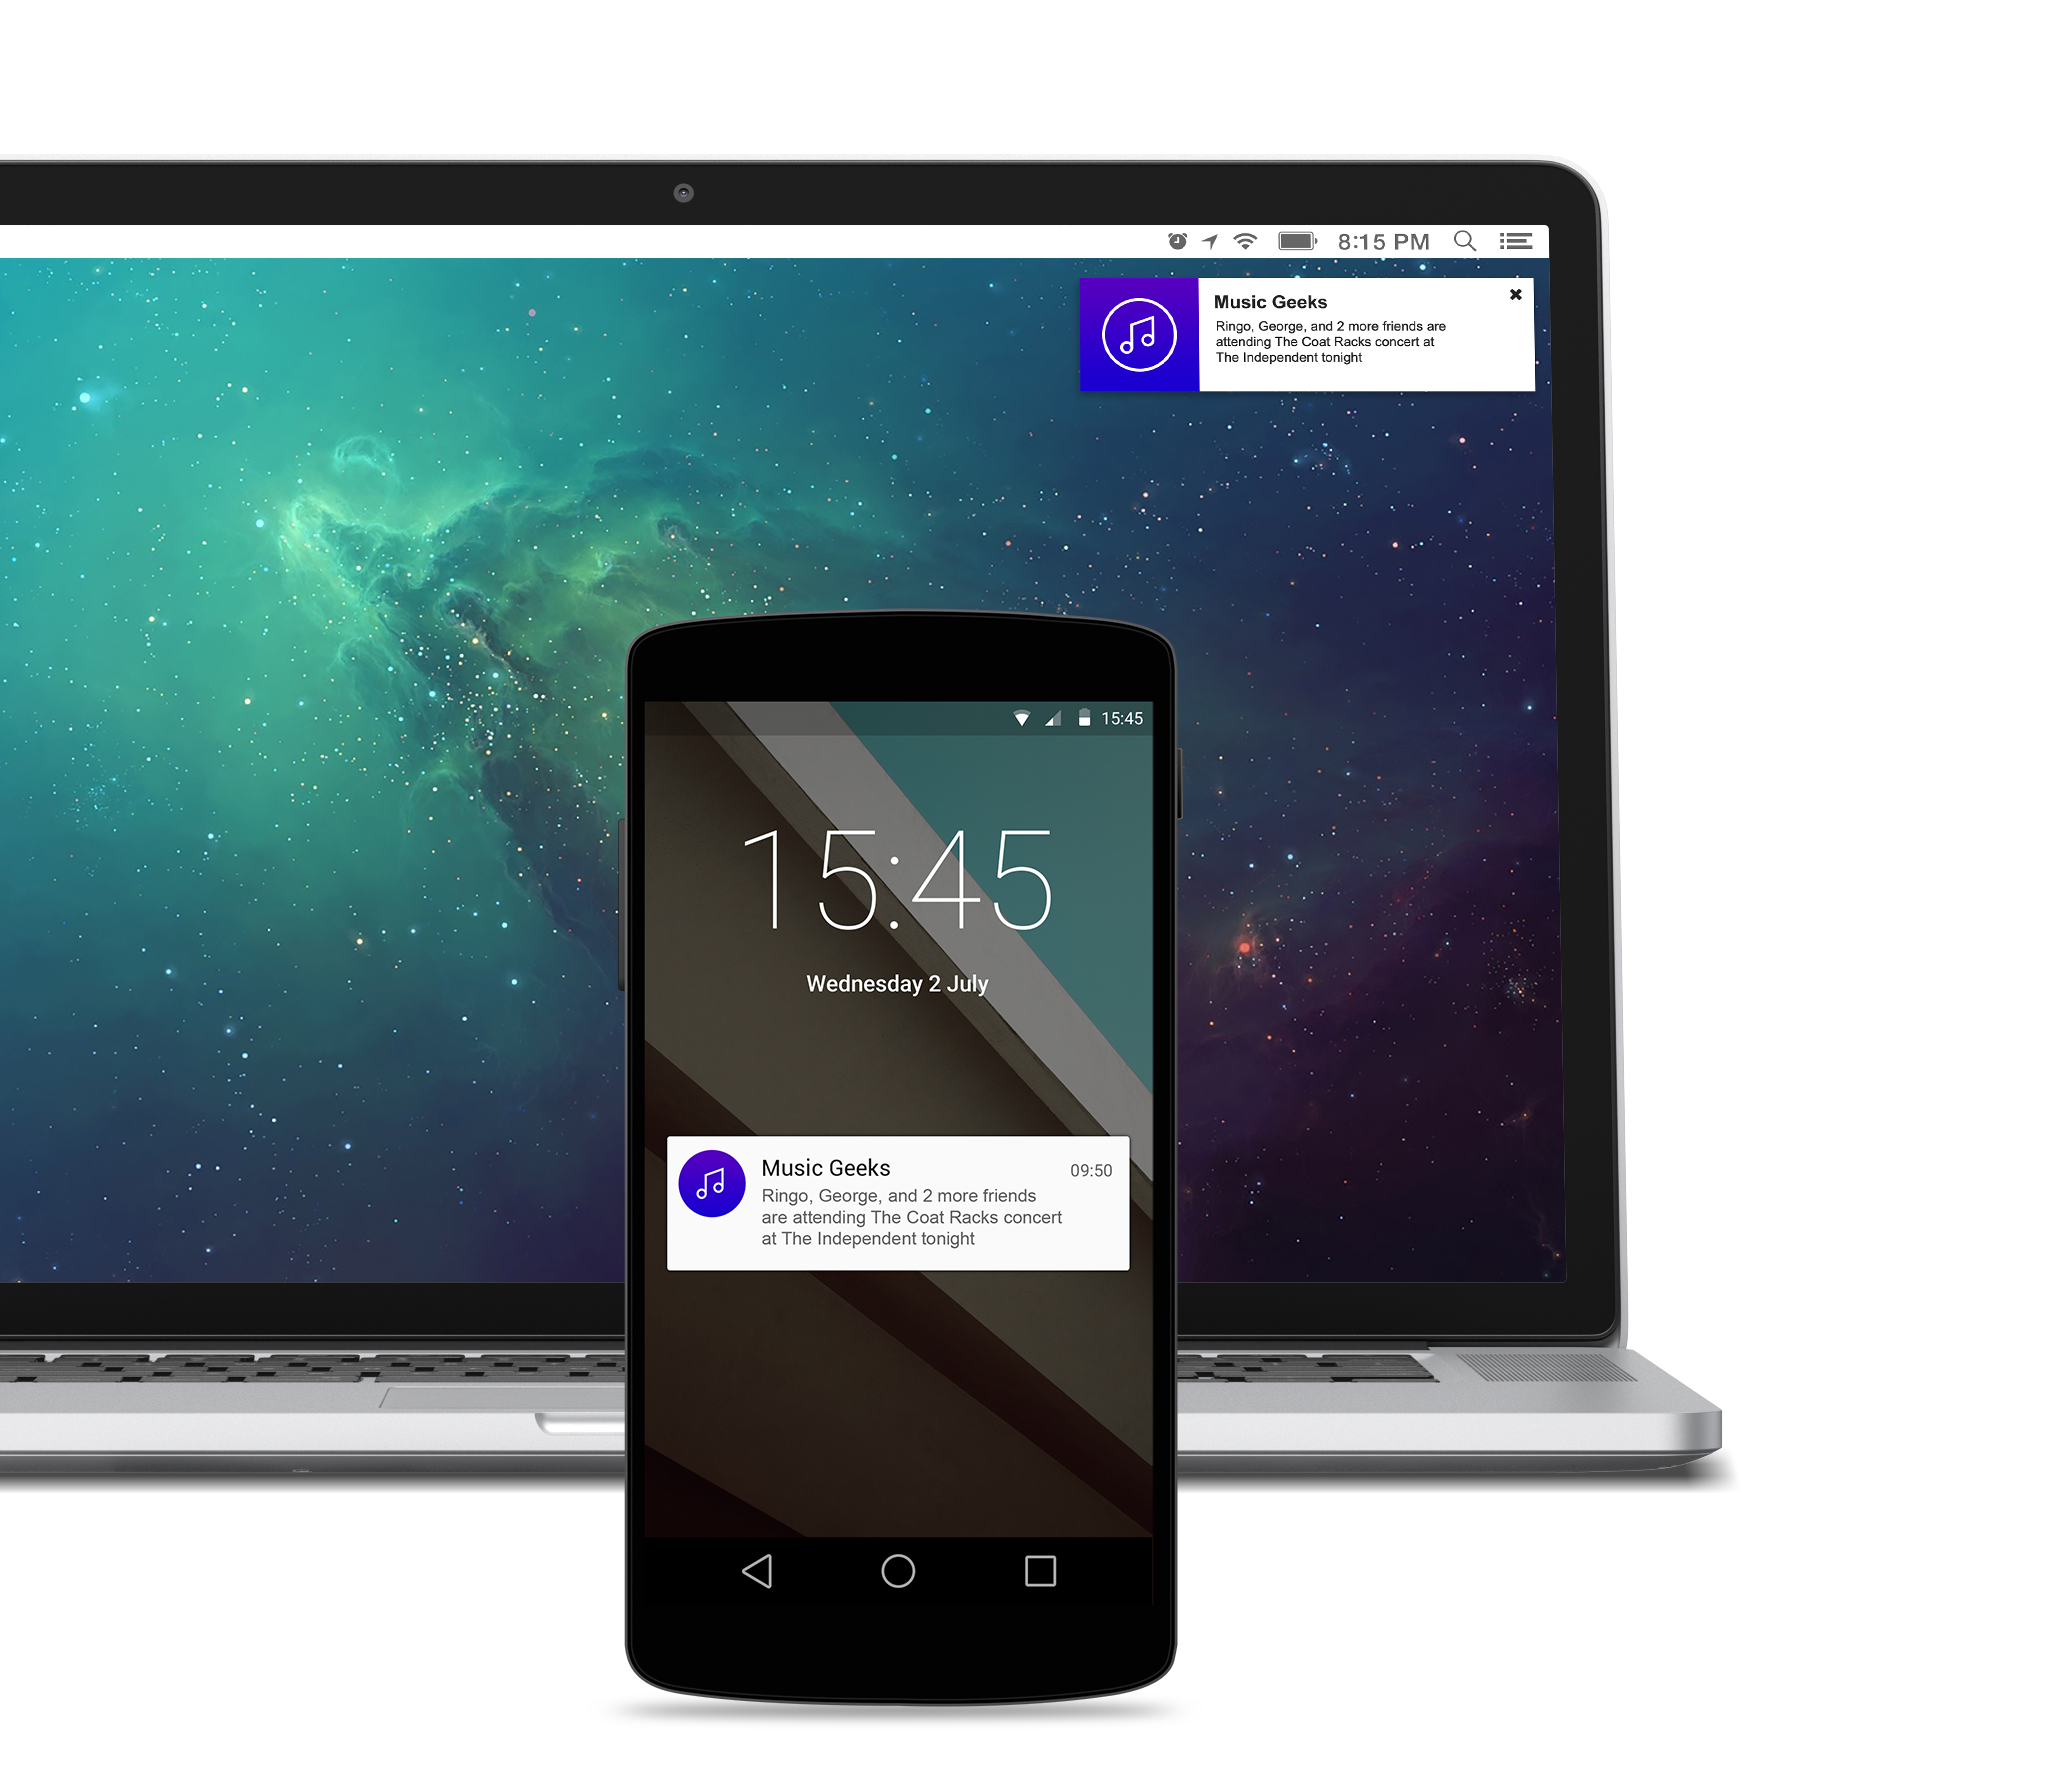 8:15 PM
Music Geeks
Ringo, George, and 2 more friends are
attending The Coat Racks concert at
The Independent tonight
15:45
15:45
Wednesday 2 July
Music Geeks
09:50
Ringo, George, and 2 more friends
are attending The Coat Racks concert
at The Independent tonight